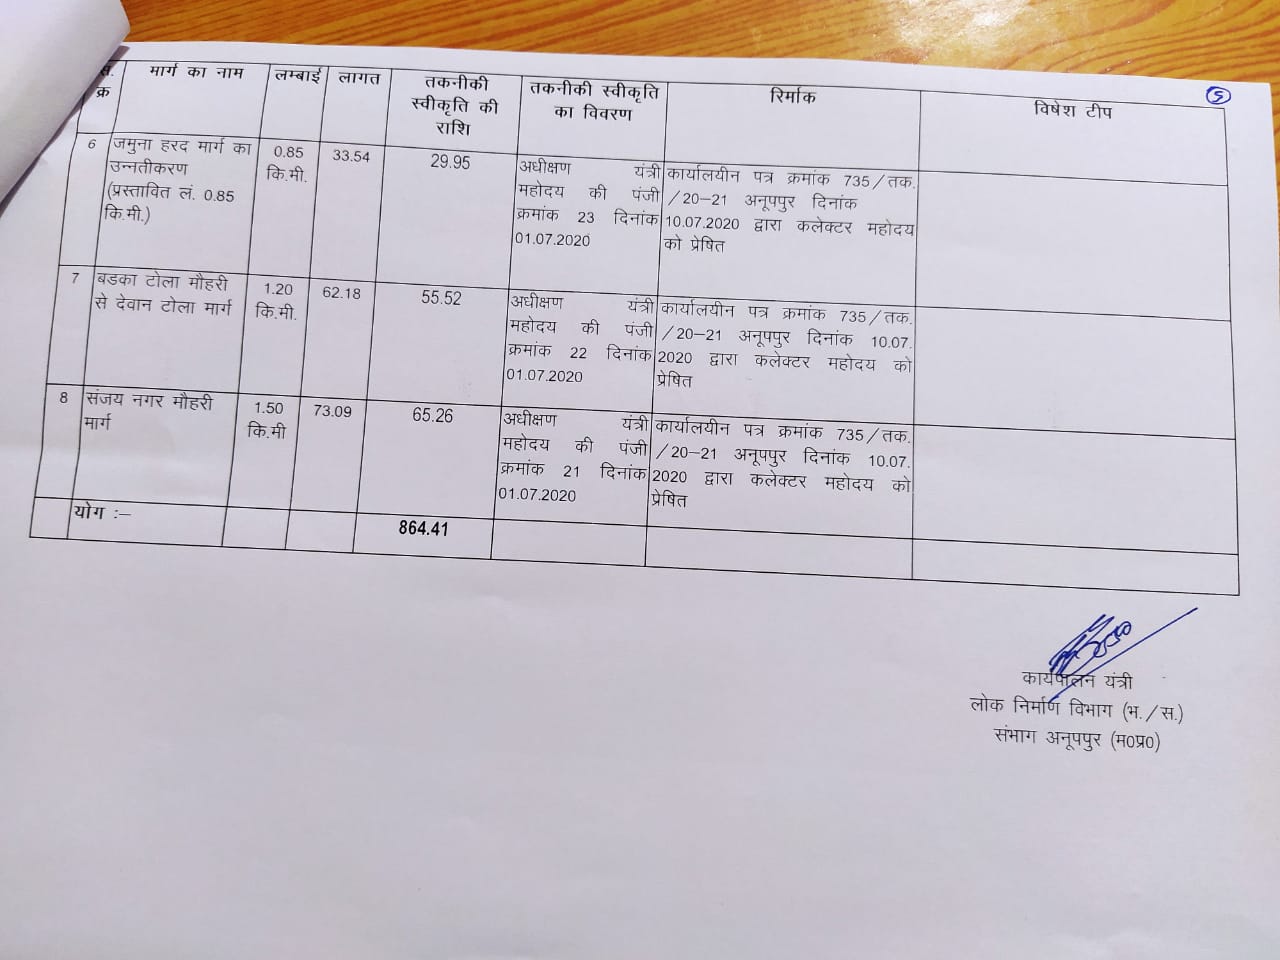 5
स. क्र
मार्ग का नाम
लम्बाई
लागत
तकनीकी
स्वीकृति की
राशि
तकनीकी स्वीकृति
का विवरण
रिर्माक
विषेश टीप
6
जमुना हरद मार्ग का
उन्नतीकरण
(प्रस्तावित लं. 0.85
कि.मी.)
0.85
कि.मी.
33.54
29.95
अधीक्षण यंत्री
महोदय की पंजी
क्रमांक 23 दिनांक
01.07.2020
कार्यालयीन पत्र क्रमांक 735/तक.
/20–21 अनूपपुर दिनांक
10.07.2020 द्वारा कलेक्टर महोदय
को प्रेषित
7
बडका टोला मौहरी
से देवान टोला मार्ग
1.20
कि.मी.
62.18
55.52
अधीक्षण यंत्री
महोदय की पंजी
क्रमांक 22 दिनांक
01.07.2020
कार्यालयीन पत्र क्रमांक 735/तक.
/20–21 अनूपपुर दिनांक 10.07.
2020 द्वारा कलेक्टर महोदय को
प्रेषित
8
संजय नगर मौहरी
मार्ग
1.50
कि.मी
73.09
65.26
अधीक्षण यंत्री
महोदय की पंजी
क्रमांक 21 दिनांक
01.07.2020
कार्यालयीन पत्र क्रमांक 735/तक.
/20–21 अनूपपुर दिनांक 10.07.
2020 द्वारा कलेक्टर महोदय को
प्रेषित
योग :–
864.41
कार्यपालन यंत्री
लोक निर्माण विभाग (भ./स.)
संभाग अनूपपुर (म0प्र0)